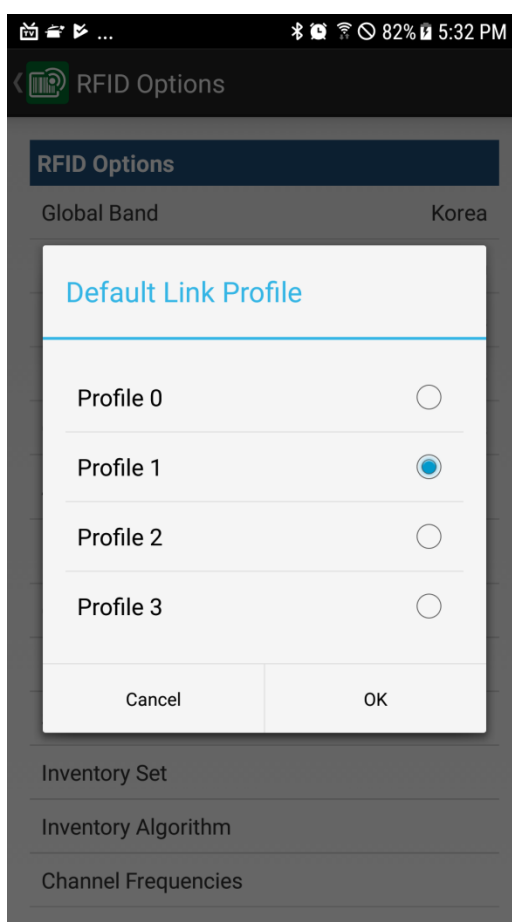 ... 82% 5:32 PM
RFID Options
RFID Options
Global Band Korea
Default Link Profile
Profile 0
Profile 1
Profile 2
Profile 3
Cancel OK
Inventory Set
Inventory Algorithm
Channel Frequencies